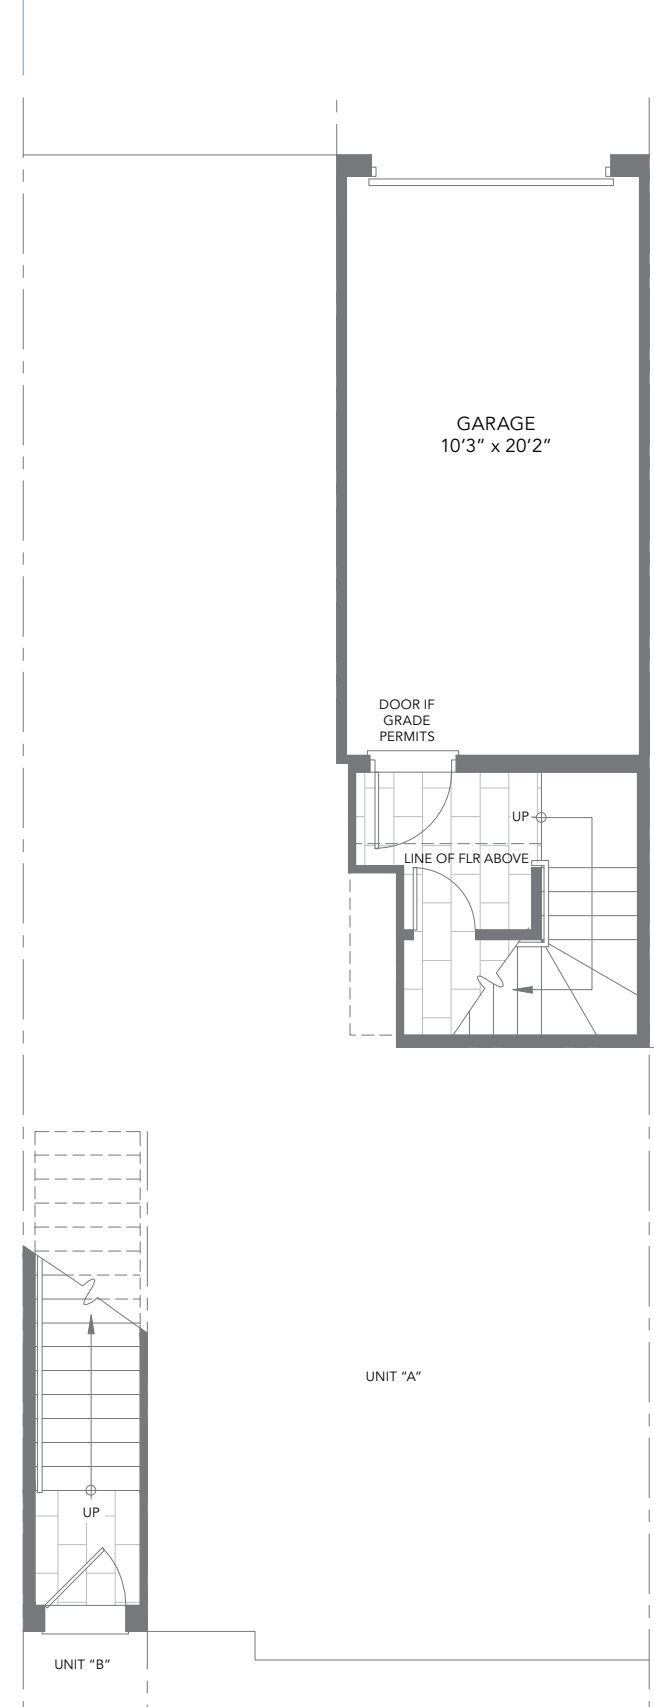 GARAGE
10’3” x 20’2”
DOOR IF
GRADE
PERMITS
UP
LINE OF FLR ABOVE
UNIT “A”
UP
UNIT “B”